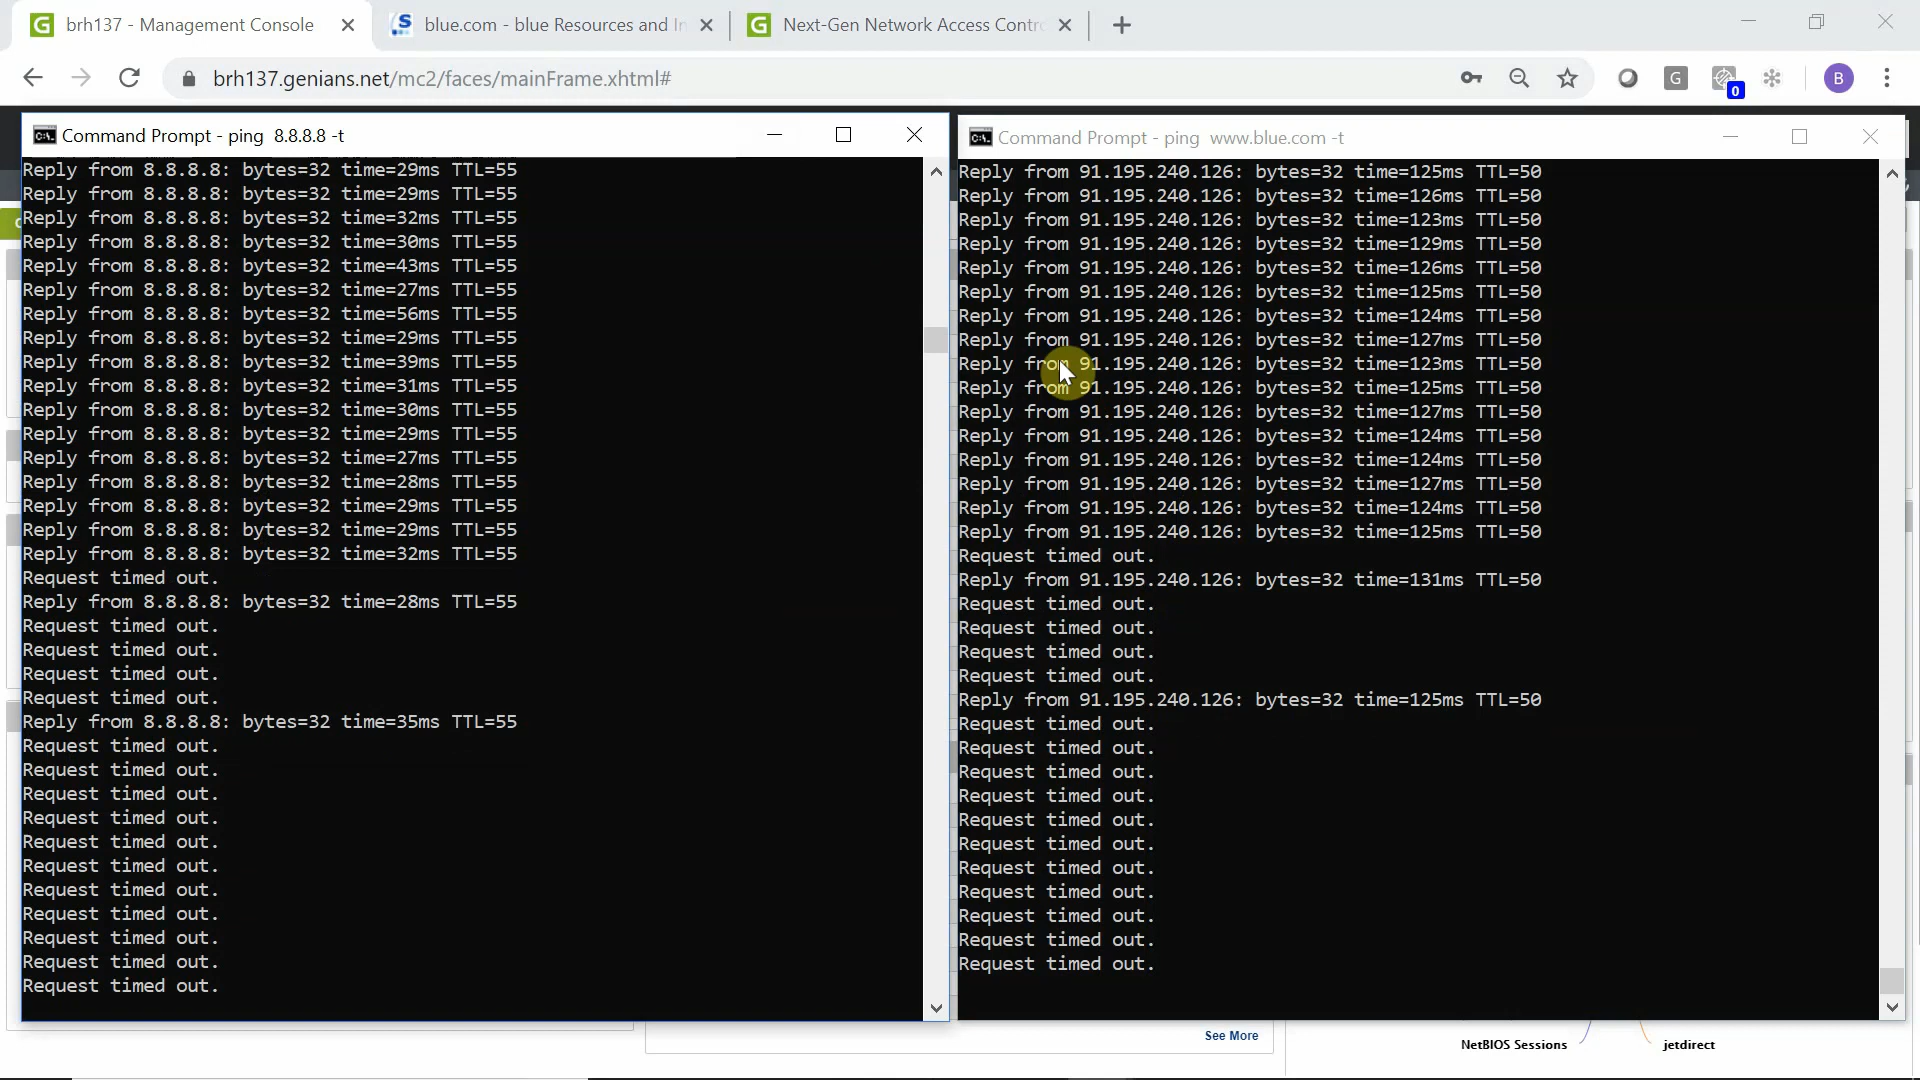 brh137 - Management Console
blue.com - blue Resources and In
Next-Gen Network Access Contr
brh137.genians.net/mc2/faces/mainFrame.xhtml#
G
0
B
Command Prompt - ping  8.8.8.8 -t
Reply from 8.8.8.8: bytes=32 time=29ms TTL=55
Reply from 8.8.8.8: bytes=32 time=29ms TTL=55
Reply from 8.8.8.8: bytes=32 time=32ms TTL=55
Reply from 8.8.8.8: bytes=32 time=30ms TTL=55
Reply from 8.8.8.8: bytes=32 time=43ms TTL=55
Reply from 8.8.8.8: bytes=32 time=27ms TTL=55
Reply from 8.8.8.8: bytes=32 time=56ms TTL=55
Reply from 8.8.8.8: bytes=32 time=29ms TTL=55
Reply from 8.8.8.8: bytes=32 time=39ms TTL=55
Reply from 8.8.8.8: bytes=32 time=31ms TTL=55
Reply from 8.8.8.8: bytes=32 time=30ms TTL=55
Reply from 8.8.8.8: bytes=32 time=29ms TTL=55
Reply from 8.8.8.8: bytes=32 time=27ms TTL=55
Reply from 8.8.8.8: bytes=32 time=28ms TTL=55
Reply from 8.8.8.8: bytes=32 time=29ms TTL=55
Reply from 8.8.8.8: bytes=32 time=29ms TTL=55
Reply from 8.8.8.8: bytes=32 time=32ms TTL=55
Request timed out.
Reply from 8.8.8.8: bytes=32 time=28ms TTL=55
Request timed out.
Request timed out.
Request timed out.
Request timed out.
Reply from 8.8.8.8: bytes=32 time=35ms TTL=55
Request timed out.
Request timed out.
Request timed out.
Request timed out.
Request timed out.
Request timed out.
Request timed out.
Request timed out.
Request timed out.
Request timed out.
Request timed out.
Command Prompt - ping  www.blue.com -t
Reply from 91.195.240.126: bytes=32 time=125ms TTL=50
Reply from 91.195.240.126: bytes=32 time=126ms TTL=50
Reply from 91.195.240.126: bytes=32 time=123ms TTL=50
Reply from 91.195.240.126: bytes=32 time=129ms TTL=50
Reply from 91.195.240.126: bytes=32 time=126ms TTL=50
Reply from 91.195.240.126: bytes=32 time=125ms TTL=50
Reply from 91.195.240.126: bytes=32 time=124ms TTL=50
Reply from 91.195.240.126: bytes=32 time=127ms TTL=50
Reply from 91.195.240.126: bytes=32 time=123ms TTL=50
Reply from 91.195.240.126: bytes=32 time=125ms TTL=50
Reply from 91.195.240.126: bytes=32 time=127ms TTL=50
Reply from 91.195.240.126: bytes=32 time=124ms TTL=50
Reply from 91.195.240.126: bytes=32 time=124ms TTL=50
Reply from 91.195.240.126: bytes=32 time=127ms TTL=50
Reply from 91.195.240.126: bytes=32 time=124ms TTL=50
Reply from 91.195.240.126: bytes=32 time=125ms TTL=50
Request timed out.
Reply from 91.195.240.126: bytes=32 time=131ms TTL=50
Request timed out.
Request timed out.
Request timed out.
Request timed out.
Reply from 91.195.240.126: bytes=32 time=125ms TTL=50
Request timed out.
Request timed out.
Request timed out.
Request timed out.
Request timed out.
Request timed out.
Request timed out.
Request timed out.
Request timed out.
Request timed out.
Request timed out.
See More
NetBIOS Sessions
jetdirect